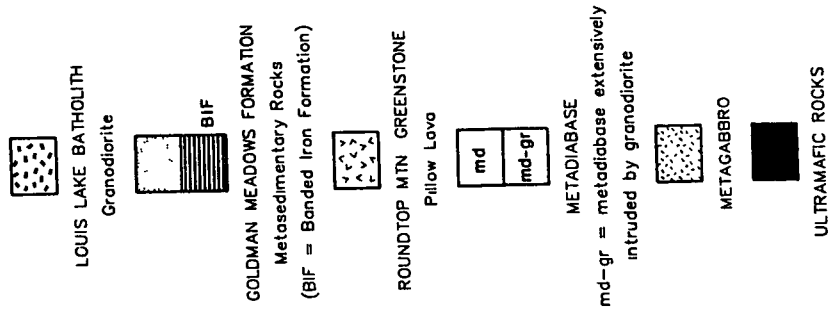 LOUIS LAKE BATHOLITH
Granodiorite
BIF
GOLDMAN MEADOWS FORMATION
Metasedimentary Rocks
(BIF = Banded Iron Formation)
ROUNDTOP MTN GREENSTONE
Pillow Lava
md
md-gr
METADIABASE
md-gr = metadiabase extensively
intruded by granodiorite
METAGABBRO
ULTRAMAFIC ROCKS